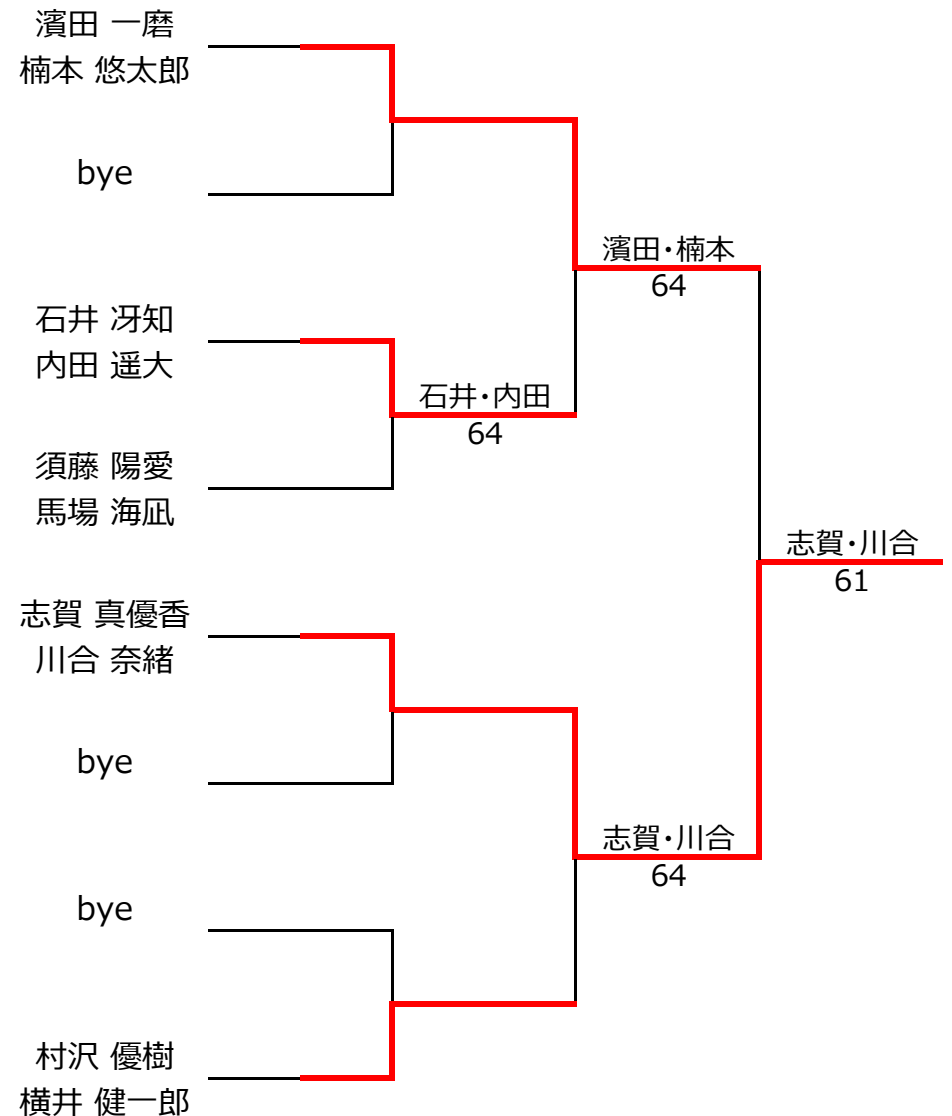 濱田 一磨
楠本 悠太郎
bye
濱田・楠本
64
石井 冴知
内田 遥大
石井・内田
64
須藤 陽愛
馬場 海凪
志賀・川合
61
志賀 真優香
川合 奈緒
bye
志賀・川合
64
bye
村沢 優樹
横井 健一郎